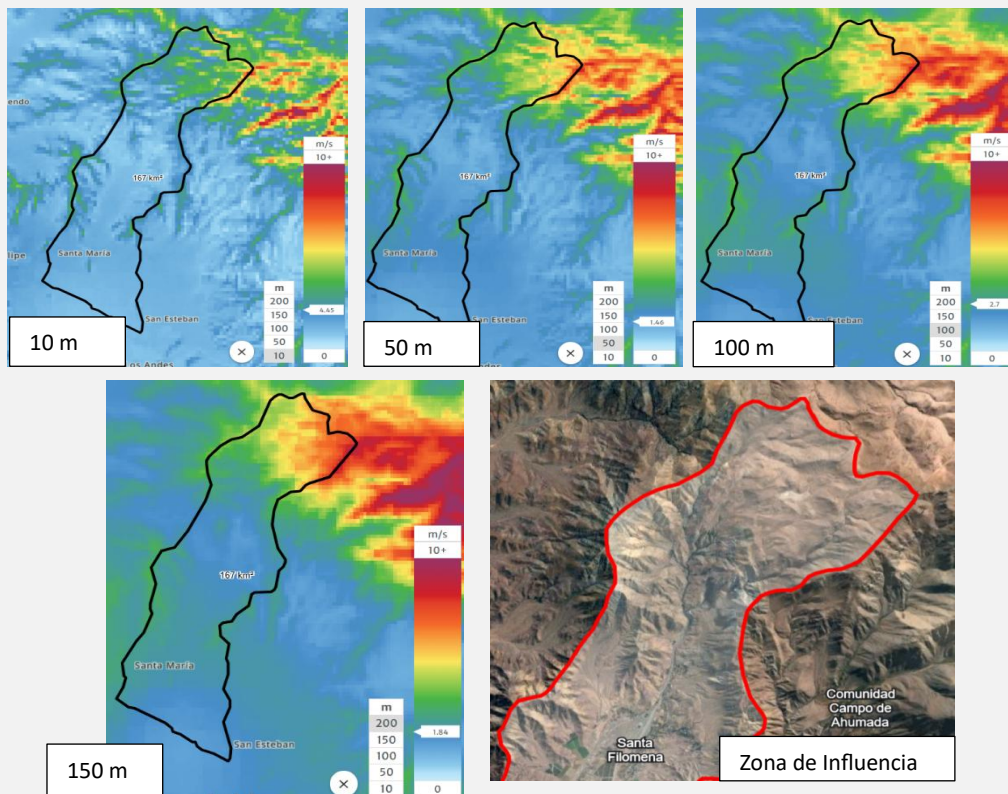 m/s
10+
endo
167/km²
Santa María
lipe
m
200
150
100
50
10
4.45
0
San Esteban
Los Andes
10 m
m/s
10+
167/km²
Santa María
m
200
150
100
50
10
1.46
0
San Esteban
50 m
m/s
10+
167/km²
Santa María
m
200
150
100
50
10
2.7
0
San Esteban
100 m
m/s
10+
167/km²
Santa María
m
200
150
100
50
10
1.84
0
San Esteban
150 m
Comunidad
Campo de
Ahumada
Santa
Filomena
Zona de Influencia